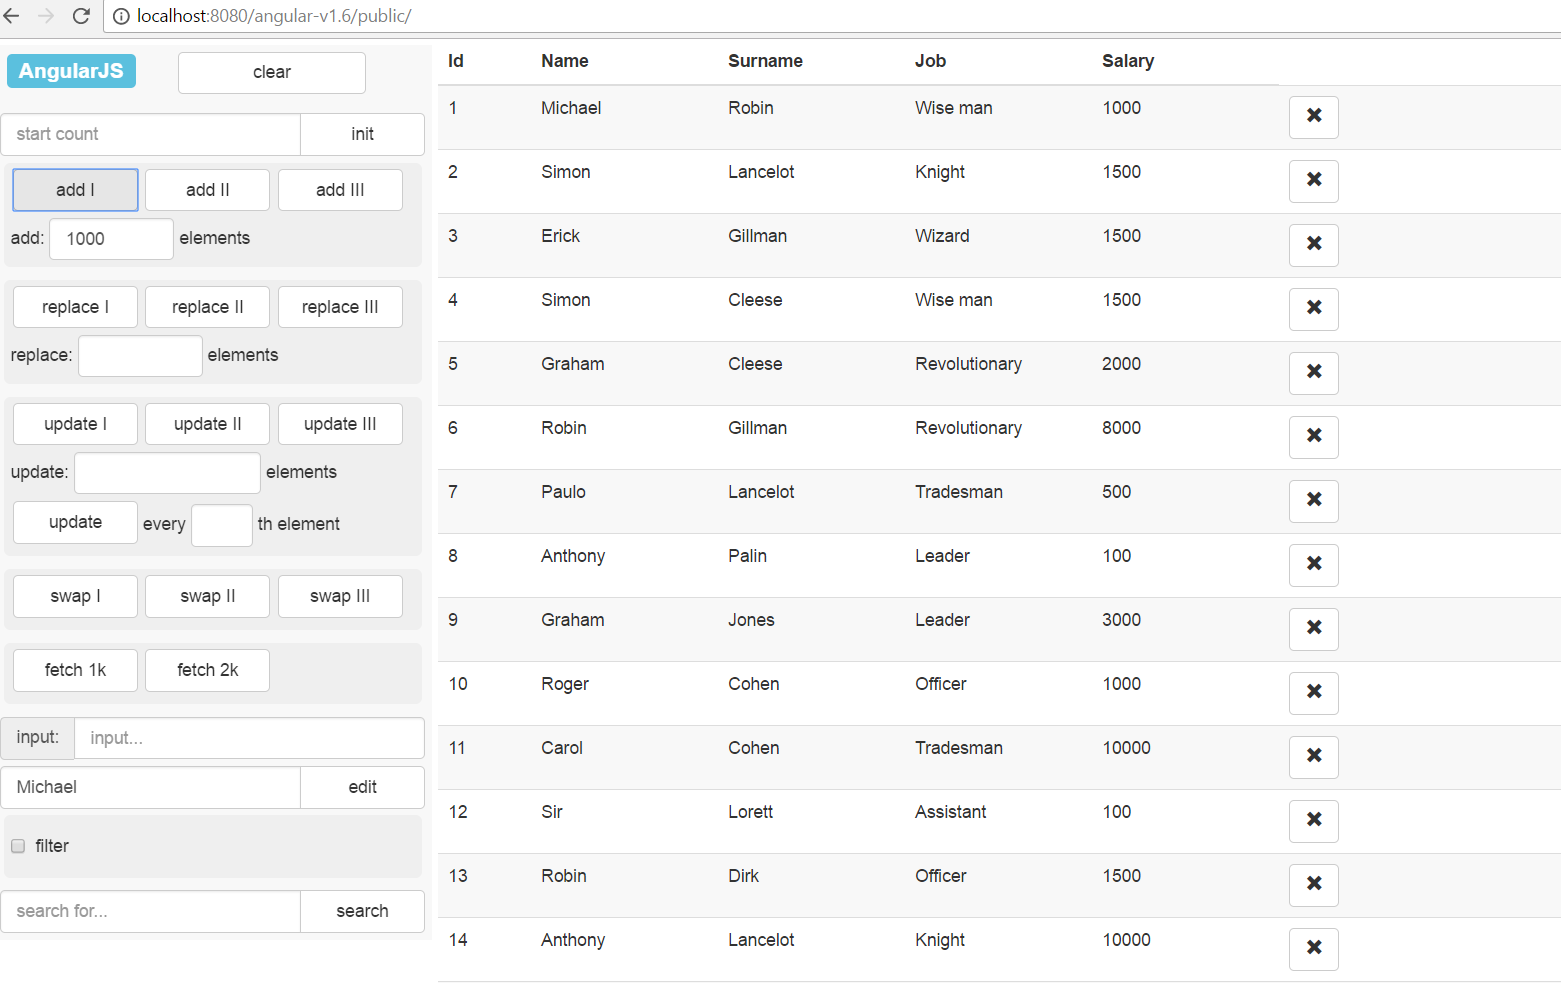 localhost:8080/angular-v1.6/public/
AngularJS clear
start count init
add I add II add III
add: 1000 elements
replace I replace II replace III
replace: elements
update I update II update III
update: elements
update every th element
swap I swap II swap III
fetch 1k fetch 2k
input: input...
Michael edit
filter
search for... search
Id Name Surname Job Salary
1 Michael Robin Wise man 1000
2 Simon Lancelot Knight 1500
3 Erick Gillman Wizard 1500
4 Simon Cleese Wise man 1500
5 Graham Cleese Revolutionary 2000
6 Robin Gillman Revolutionary 8000
7 Paulo Lancelot Tradesman 500
8 Anthony Palin Leader 100
9 Graham Jones Leader 3000
10 Roger Cohen Officer 1000
11 Carol Cohen Tradesman 10000
12 Sir Lorett Assistant 100
13 Robin Dirk Officer 1500
14 Anthony Lancelot Knight 10000